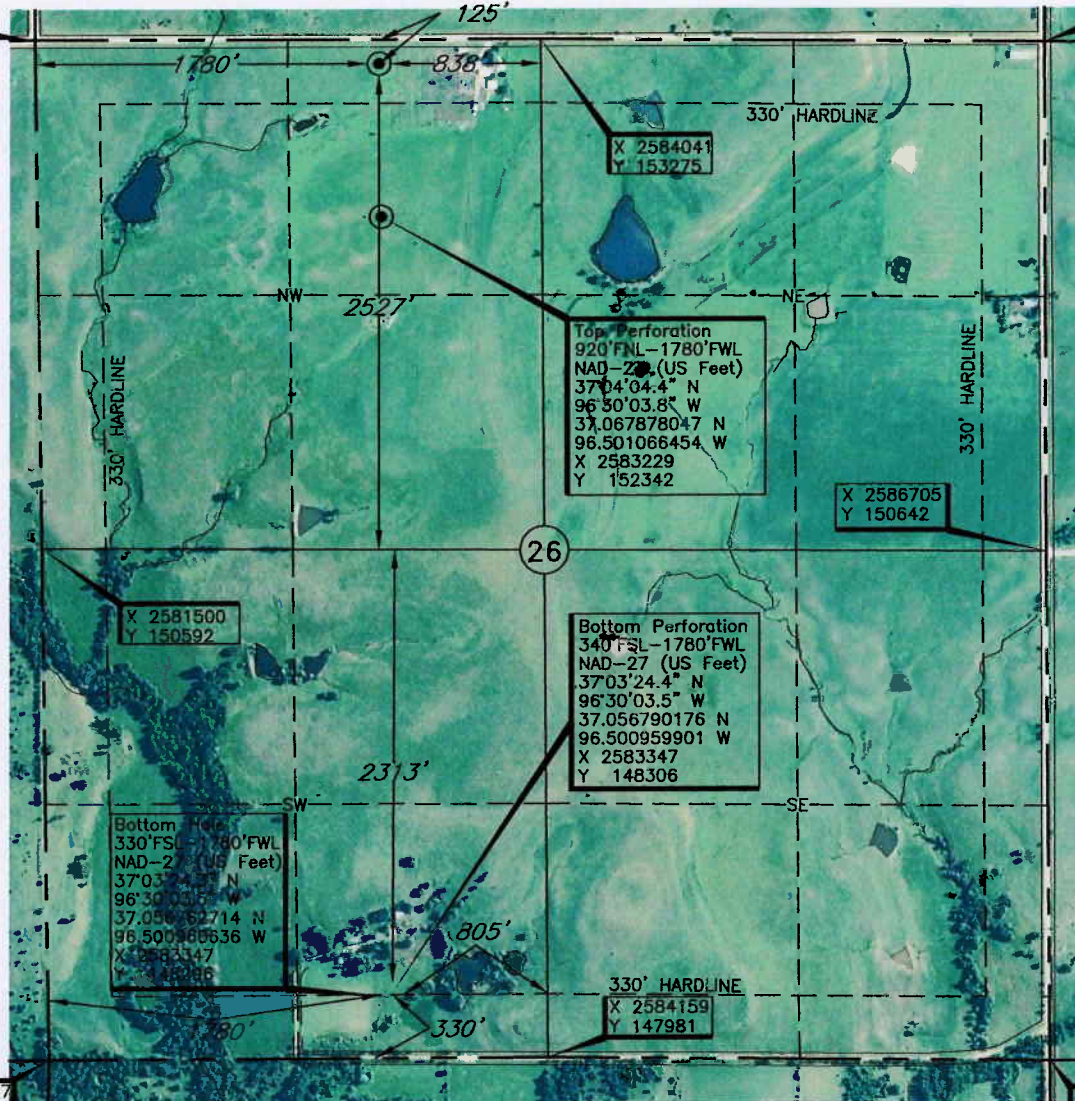 125'
1780'
838
330' HARDLINE
X 2584041
Y 153275
NW
NE
2527'
Top Perforation
920'FNL-1780'FWL
(US Feet)
37°04'04.4" N
96°30'03.8" W
37.067878047 N
96.501066454 W
X 2583229
Y 152342
330' HARDLINE
330' HARDLINE
X 2586705
Y 150642
26
X 2581500
Y 150592
Bottom Perforation
340'FSL-1780'FWL
NAD-27 (US Feet)
37°03'24.4" N
96°30'03.5" W
37.056790176 N
96.500959901 W
X 2583347
Y 148306
2313'
SW
SE
Bottom Hole
330'FSL-1780'FWL
NAD-27 (US Feet)
N
W
N
W
X 2583347
Y
805'
330' HARDLINE
X 2584159
Y 147981
1780'
330'
7